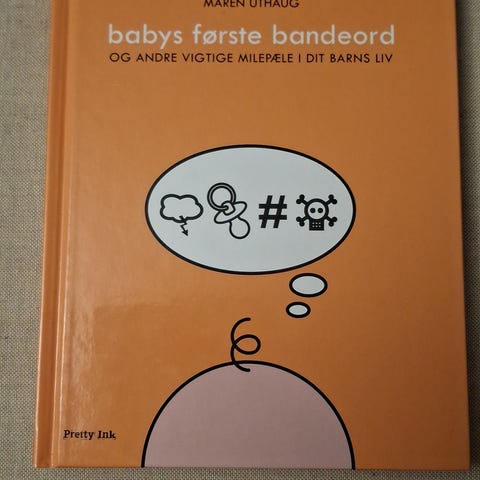 MAREN UTHAUG
babys første bandeord
OG ANDRE VIGTIGE MILEPÆLE I DIT BARNS LIV
#
Pretty Ink